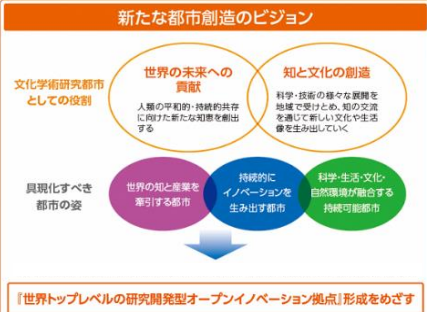 新たな都市創造のビジョン
文化学術研究都市
としての役割
世界の未来への
貢献
人類の平和的・持続的共存
に向けた新たな知恵を創出
する
知と文化の創造
科学・技術の様々な展開を
地域で受けとめ、知の交流
を通じて新しい文化や生活
像を生み出していく
具現化すべき
都市の姿
世界の知と産業を
牽引する都市
持続的に
イノベーションを
生み出す都市
科学・生活・文化・
自然環境が融合する
持続可能都市
『世界トップレベルの研究開発型オープンイノベーション拠点』形成をめざす